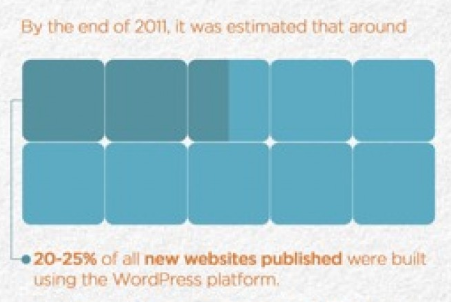 By the end of 2011, it was estimated that around
20-25% of all new websites published were built
using the WordPress platform.